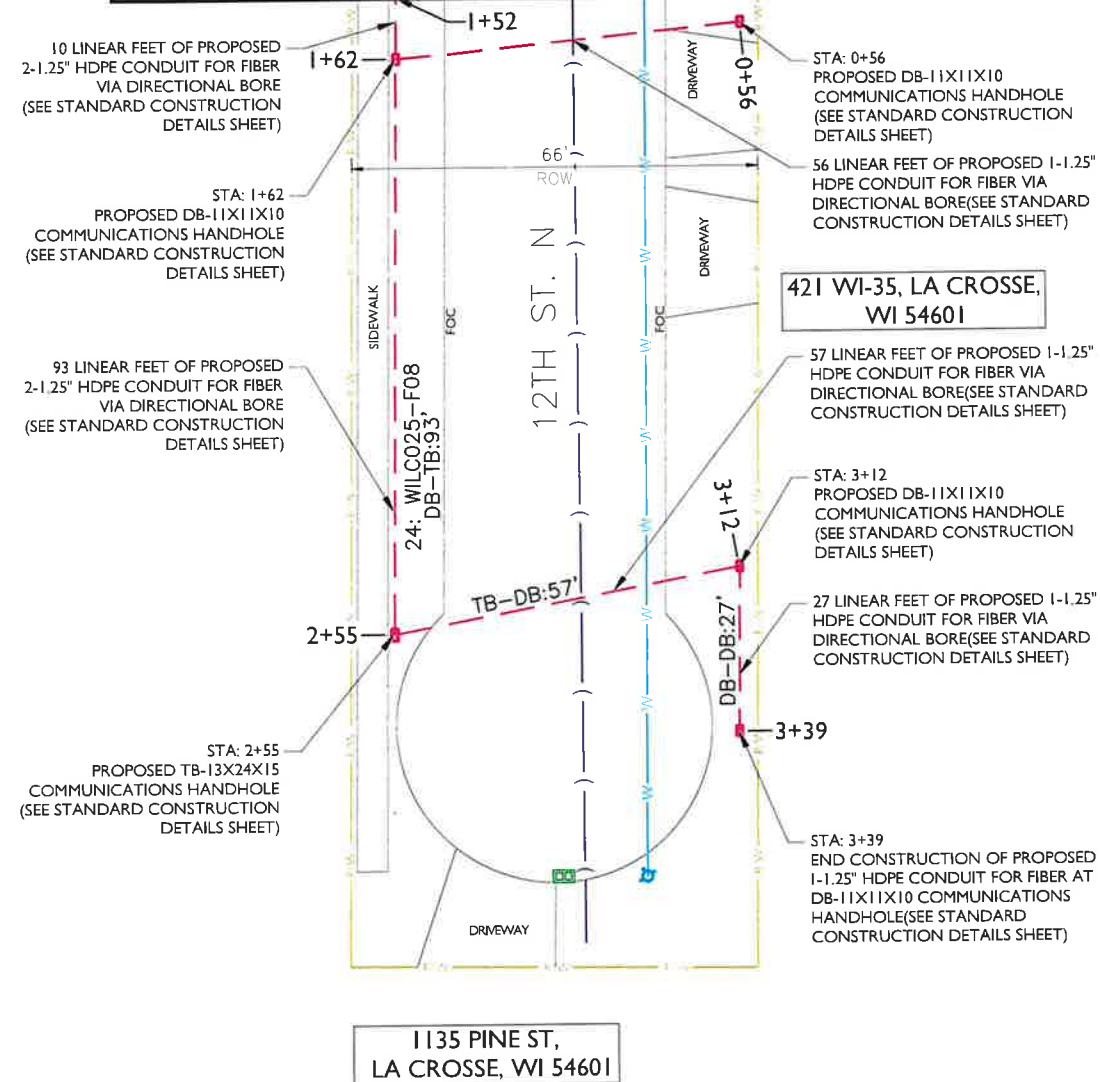 1+52
10 LINEAR FEET OF PROPOSED
2-1.25" HDPE CONDUIT FOR FIBER
VIA DIRECTIONAL BORE
(SEE STANDARD CONSTRUCTION
DETAILS SHEET)
1+62
STA: 1+62
PROPOSED DB-11X11X10
COMMUNICATIONS HANDHOLE
(SEE STANDARD CONSTRUCTION
DETAILS SHEET)
93 LINEAR FEET OF PROPOSED
2-1.25" HDPE CONDUIT FOR FIBER
VIA DIRECTIONAL BORE
(SEE STANDARD CONSTRUCTION
DETAILS SHEET)
2+55
STA: 2+55
PROPOSED TB-13X24X15
COMMUNICATIONS HANDHOLE
(SEE STANDARD CONSTRUCTION
DETAILS SHEET)
SIDEWALK
FOC
24: WILC025-F08
DB-TB:93'
66'
ROW
12TH ST. N
TB-DB:57'
W
W
W
W
W
W
W
W
FOC
DRIVEWAY
DRIVEWAY
DRIVEWAY
0+56
3+12
DB-DB:27'
3+39
STA: 0+56
PROPOSED DB-11X11X10
COMMUNICATIONS HANDHOLE
(SEE STANDARD CONSTRUCTION
DETAILS SHEET)
56 LINEAR FEET OF PROPOSED 1-1.25"
HDPE CONDUIT FOR FIBER VIA
DIRECTIONAL BORE(SEE STANDARD
CONSTRUCTION DETAILS SHEET)
421 WI-35, LA CROSSE,
WI 54601
57 LINEAR FEET OF PROPOSED 1-1.25"
HDPE CONDUIT FOR FIBER VIA
DIRECTIONAL BORE(SEE STANDARD
CONSTRUCTION DETAILS SHEET)
STA: 3+12
PROPOSED DB-11X11X10
COMMUNICATIONS HANDHOLE
(SEE STANDARD CONSTRUCTION
DETAILS SHEET)
27 LINEAR FEET OF PROPOSED 1-1.25"
HDPE CONDUIT FOR FIBER VIA
DIRECTIONAL BORE(SEE STANDARD
CONSTRUCTION DETAILS SHEET)
STA: 3+39
END CONSTRUCTION OF PROPOSED
1-1.25" HDPE CONDUIT FOR FIBER AT
DB-11X11X10 COMMUNICATIONS
HANDHOLE(SEE STANDARD
CONSTRUCTION DETAILS SHEET)
1135 PINE ST,
LA CROSSE, WI 54601